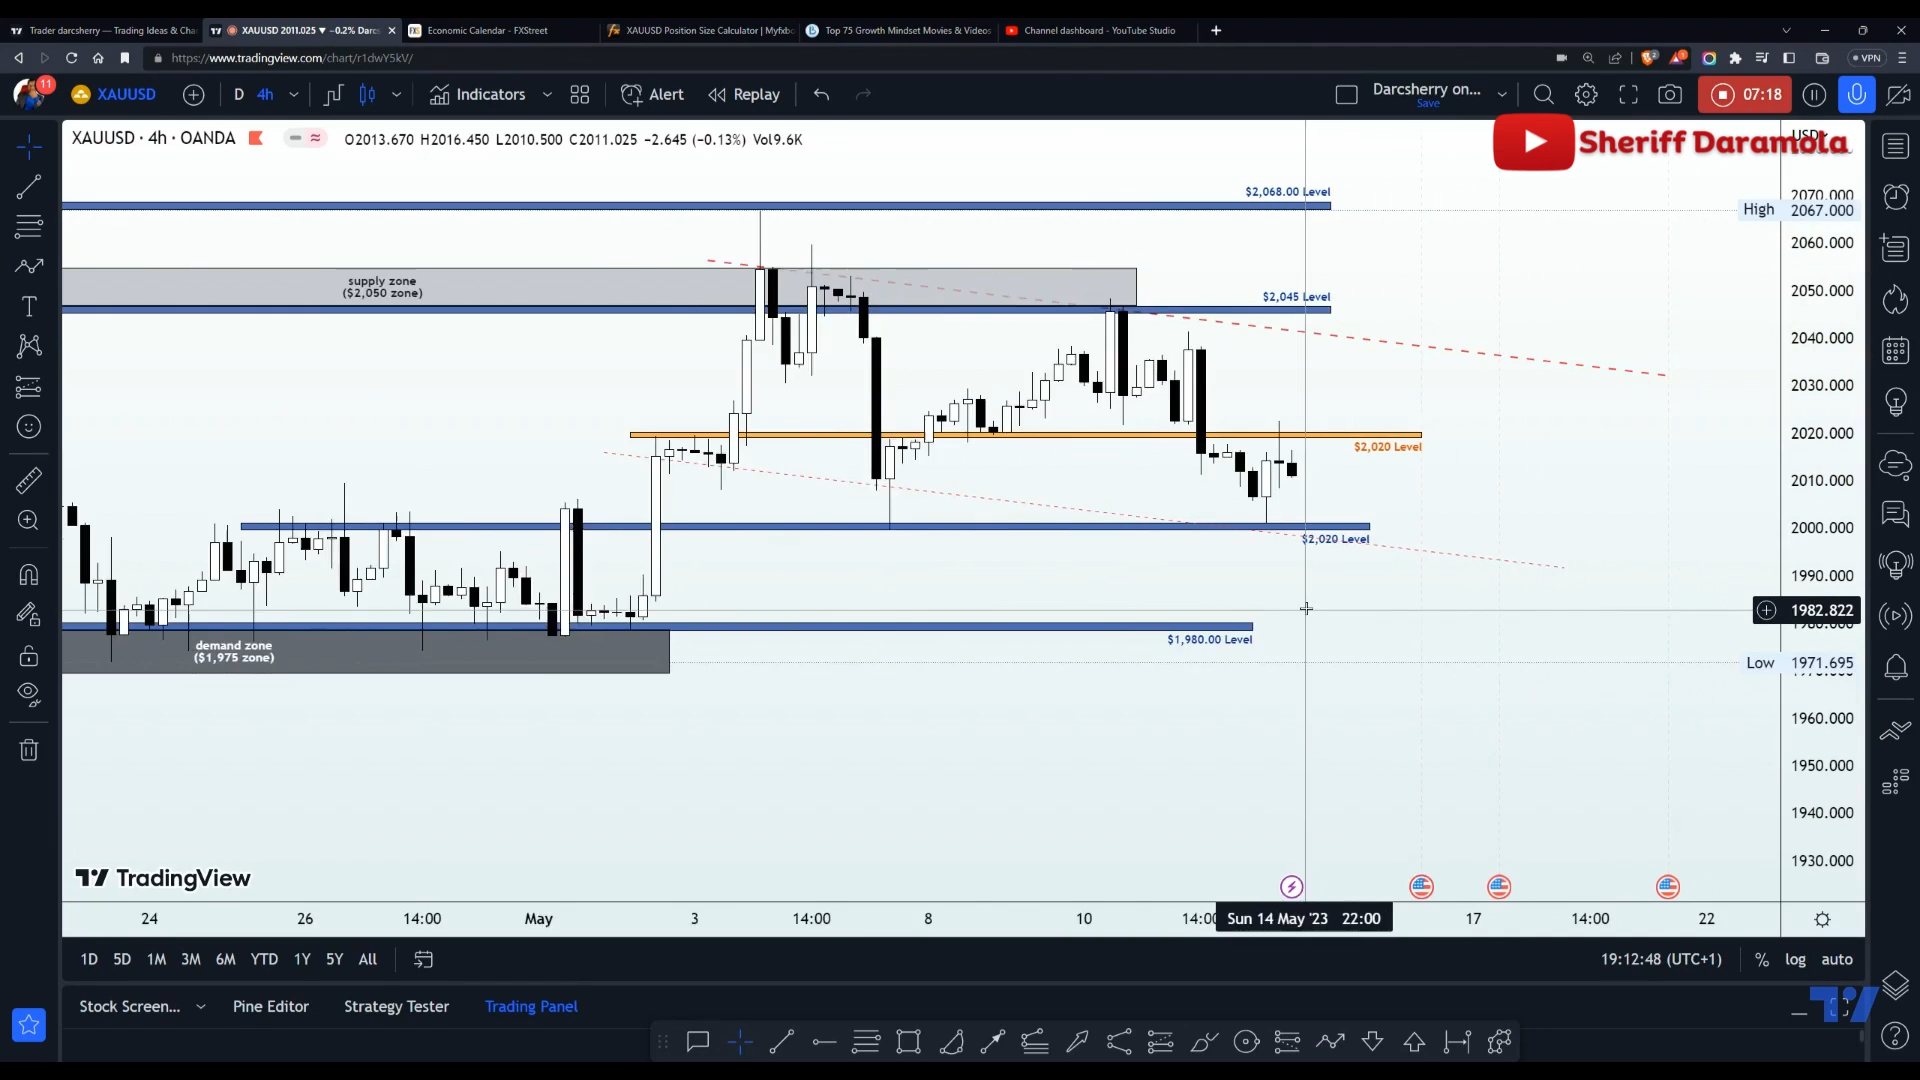 Trader darcsherry — Trading Ideas & Cha
XAUUSD 2011.025 ▼ −0.2% Darc
Economic Calendar - FXStreet
XAUUSD Position Size Calculator | Myfxbo
Top 75 Growth Mindset Movies & Videos
Channel dashboard - YouTube Studio
https://www.tradingview.com/chart/r1dwY5kV/
VPN
11
XAUUSD
D
4h
Indicators
Alert
Replay
Darcsherry on...
Save
07:18
XAUUSD · 4h · OANDA
O2013.670 H2016.450 L2010.500 C2011.025 −2.645 (−0.13%) Vol9.6K
Sheriff Daramola
USD
$2,068.00 Level
2070.000
High 2067.000
2060.000
supply zone
($2,050 zone)
2050.000
$2,045 Level
2040.000
2030.000
2020.000
$2,020 Level
2010.000
2000.000
$2,020 Level
1990.000
1982.822
1980.000
$1,980.00 Level
demand zone
($1,975 zone)
Low 1971.695
1960.000
1950.000
1940.000
1930.000
TradingView
24
26
14:00
May
3
14:00
8
10
14:00
Sun 14 May '23 22:00
17
14:00
22
1D 5D 1M 3M 6M YTD 1Y 5Y All
19:12:48 (UTC+1)
%
log
auto
Stock Screen...
Pine Editor
Strategy Tester
Trading Panel